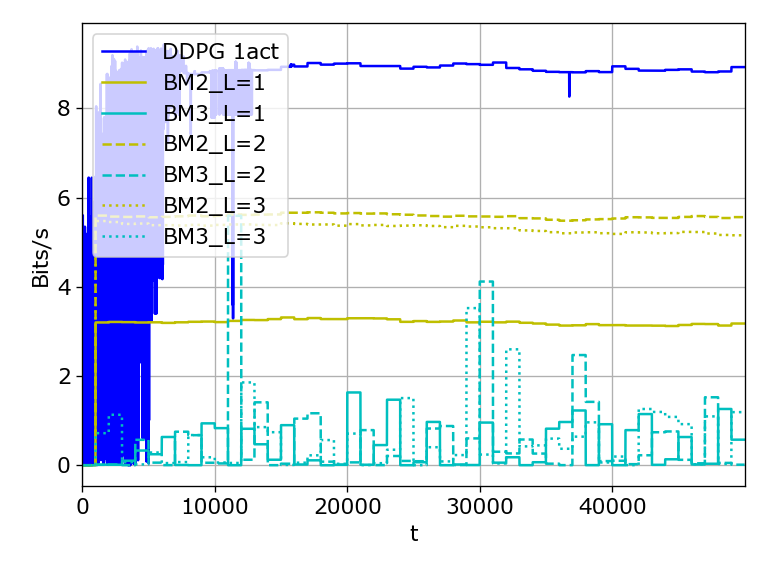 DDPG 1act
BM2_L=1
BM3_L=1
BM2_L=2
BM3_L=2
BM2_L=3
BM3_L=3
8
6
4
2
0
Bits/s
0 10000 20000 30000 40000
t